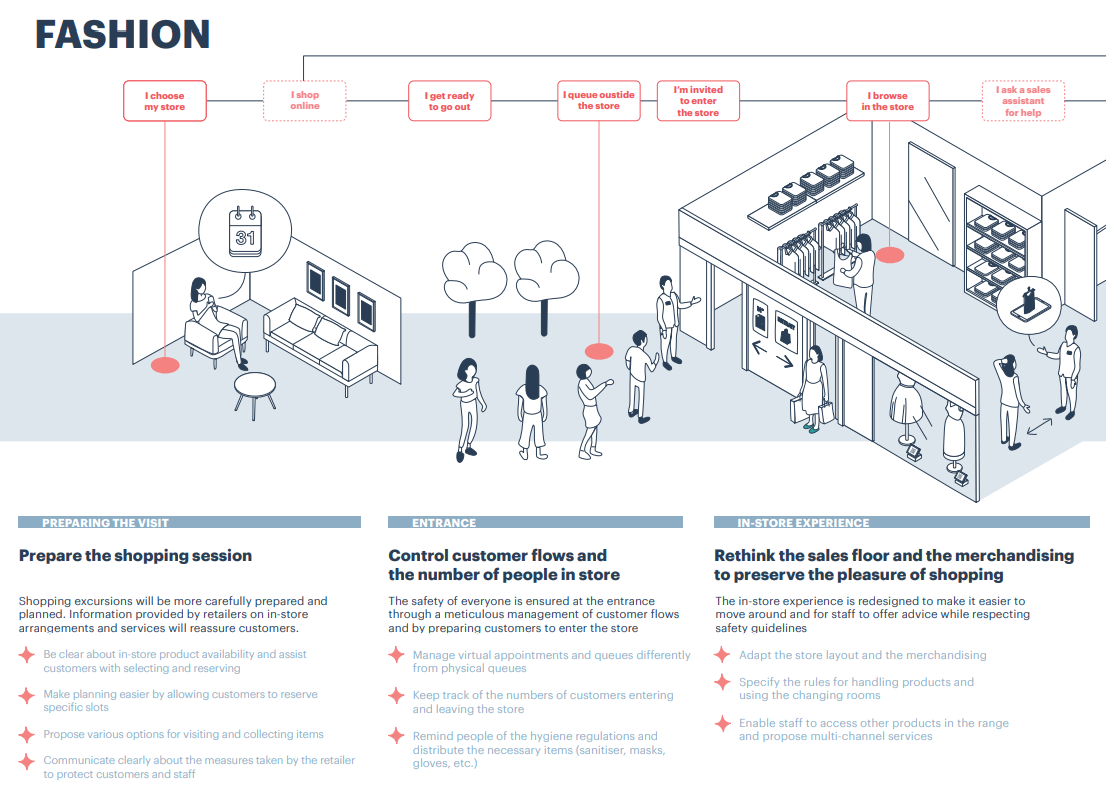 FASHION
I choose
my store
I shop
online
I get ready
to go out
I queue oustide
the store
I'm invited
to enter
the store
I browse
in the store
I ask a sales
assistant
for help
31
PREPARING THE VISIT
Prepare the shopping session
Shopping excursions will be more carefully prepared and
planned. Information provided by retailers on in-store
arrangements and services will reassure customers.
Be clear about in-store product availability and assist
customers with selecting and reserving
Make planning easier by allowing customers to reserve
specific slots
Propose various options for visiting and collecting items
Communicate clearly about the measures taken by the retailer
to protect customers and staff
ENTRANCE
Control customer flows and
the number of people in store
The safety of everyone is ensured at the entrance
through a meticulous management of customer flows
and by preparing customers to enter the store
Manage virtual appointments and queues differently
from physical queues
Keep track of the numbers of customers entering
and leaving the store
Remind people of the hygiene regulations and
distribute the necessary items (sanitiser, masks,
gloves, etc.)
IN-STORE EXPERIENCE
Rethink the sales floor and the merchandising
to preserve the pleasure of shopping
The in-store experience is redesigned to make it easier to
move around and for staff to offer advice while respecting
safety guidelines
Adapt the store layout and the merchandising
Specify the rules for handling products and
using the changing rooms
Enable staff to access other products in the range
and propose multi-channel services